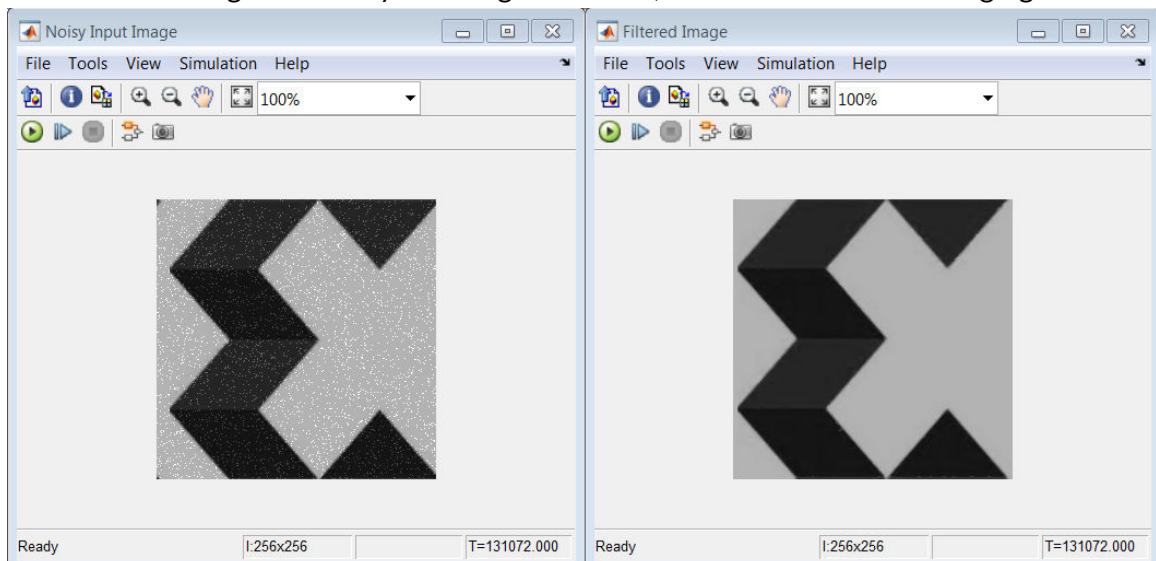 Noisy Input Image
File Tools View Simulation Help
100%
Ready I:256x256 T=131072.000
Filtered Image
File Tools View Simulation Help
100%
Ready I:256x256 T=131072.000